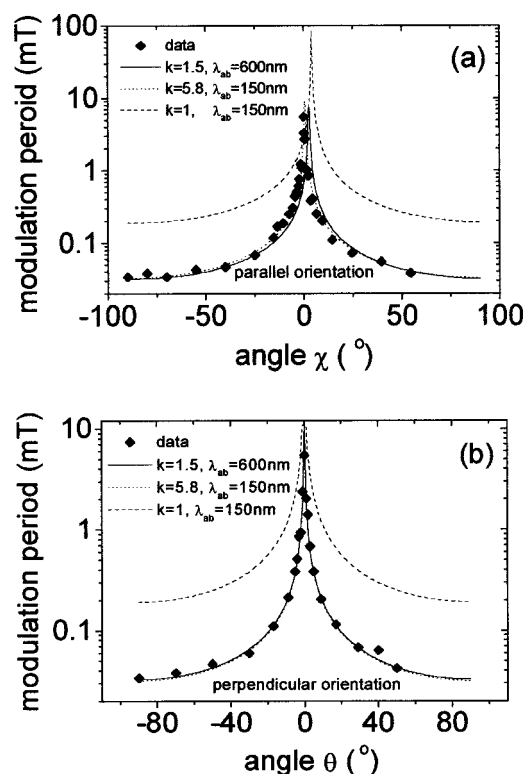 (a)
data
k=1.5, λab=600nm
k=5.8, λab=150nm
k=1, λab=150nm
modulation peroid (mT)
100
10
1
0.1
parallel orientation
-100 -50 0 50 100
angle χ (°)
(b)
data
k=1.5, λab=600nm
k=5.8, λab=150nm
k=1, λab=150nm
modulation period (mT)
10
1
0.1
perpendicular orientation
-80 -40 0 40 80
angle θ (°)